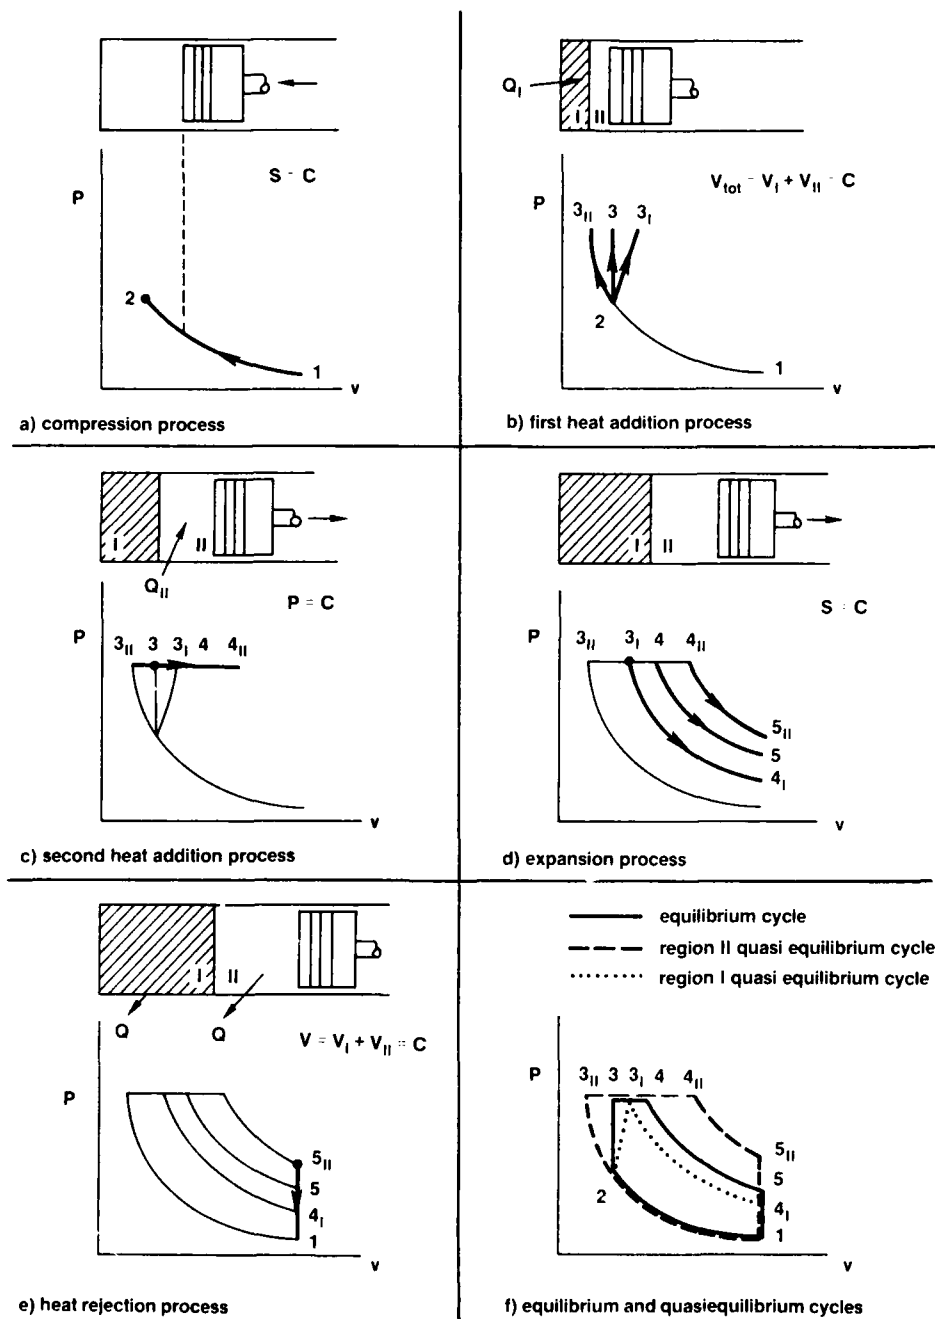 S = C
P
2
1
v
a) compression process
Q_I
I II
V_tot = V_I + V_II = C
P
3_II 3 3_I
2
1
v
b) first heat addition process
I II
Q_II
P = C
P
3_II 3 3_I 4 4_II
v
c) second heat addition process
I II
S = C
P
3_II 3_I 4 4_II
5_II
5
4_I
v
d) expansion process
I II
Q Q
V = V_I + V_II = C
P
5_II
5
4_I
1
v
e) heat rejection process
equilibrium cycle
region II quasi equilibrium cycle
region I quasi equilibrium cycle
P
3_II 3 3_I 4 4_II
5_II
5
2
4_I
1
v
f) equilibrium and quasiequilibrium cycles